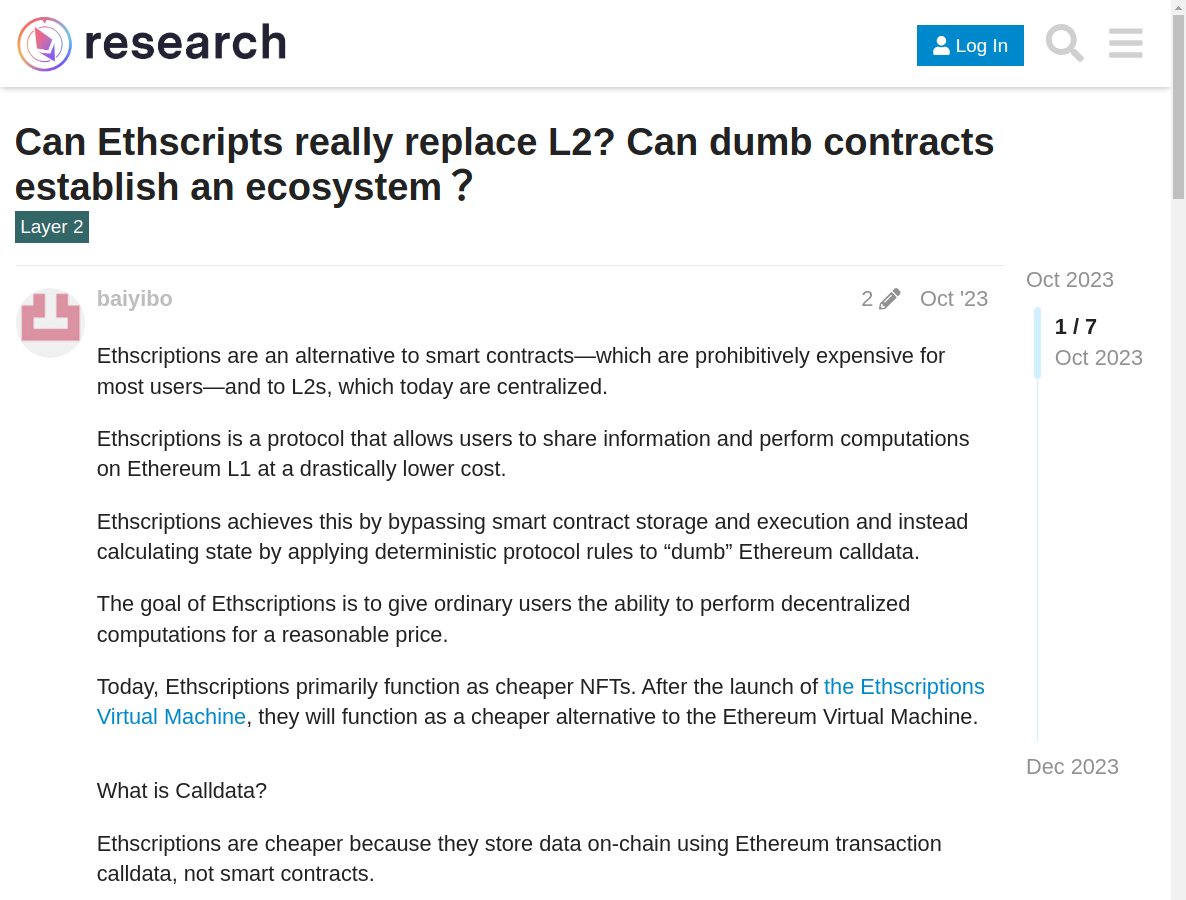 research
Log In
Can Ethscripts really replace L2? Can dumb contracts
establish an ecosystem？
Layer 2
baiyibo
2
Oct '23
Ethscriptions are an alternative to smart contracts—which are prohibitively expensive for
most users—and to L2s, which today are centralized.
Ethscriptions is a protocol that allows users to share information and perform computations
on Ethereum L1 at a drastically lower cost.
Ethscriptions achieves this by bypassing smart contract storage and execution and instead
calculating state by applying deterministic protocol rules to “dumb” Ethereum calldata.
The goal of Ethscriptions is to give ordinary users the ability to perform decentralized
computations for a reasonable price.
Today, Ethscriptions primarily function as cheaper NFTs. After the launch of the Ethscriptions
Virtual Machine, they will function as a cheaper alternative to the Ethereum Virtual Machine.
What is Calldata?
Ethscriptions are cheaper because they store data on-chain using Ethereum transaction
calldata, not smart contracts.
Oct 2023
1 / 7
Oct 2023
Dec 2023